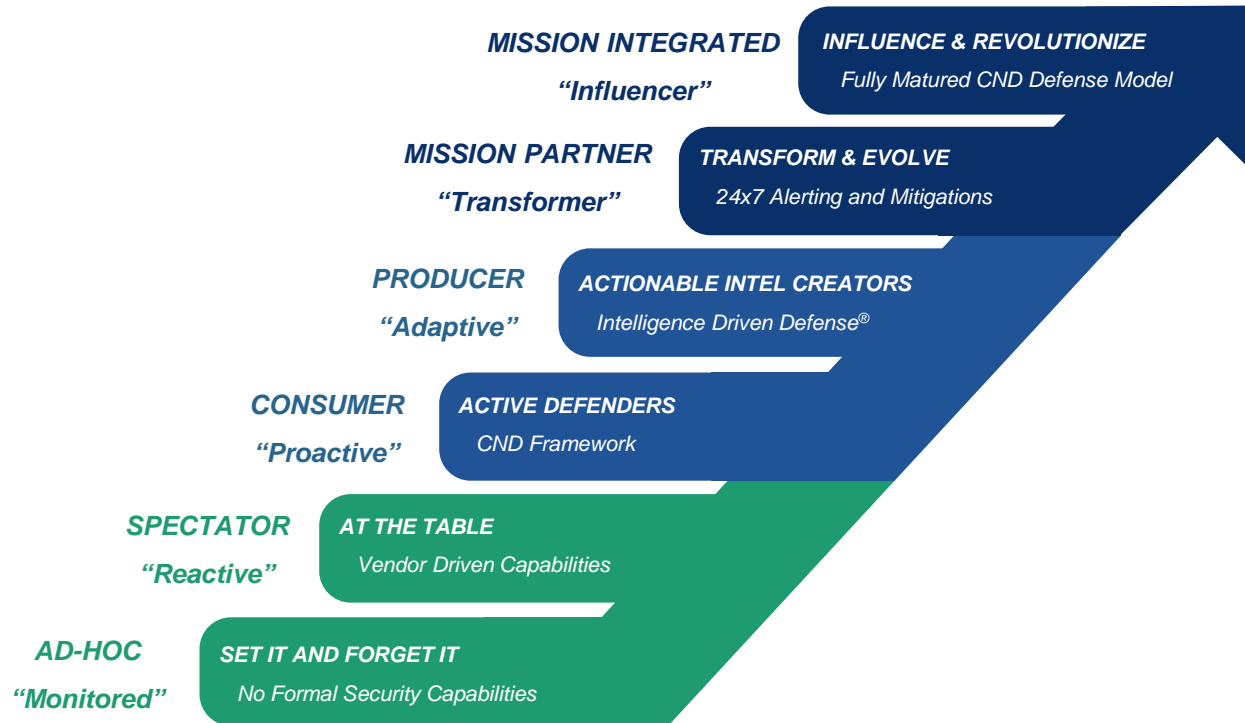 MISSION INTEGRATED
“Influencer”
INFLUENCE & REVOLUTIONIZE
Fully Matured CND Defense Model
MISSION PARTNER
“Transformer”
TRANSFORM & EVOLVE
24x7 Alerting and Mitigations
PRODUCER
“Adaptive”
ACTIONABLE INTEL CREATORS
Intelligence Driven Defense®
CONSUMER
“Proactive”
ACTIVE DEFENDERS
CND Framework
SPECTATOR
“Reactive”
AT THE TABLE
Vendor Driven Capabilities
AD-HOC
“Monitored”
SET IT AND FORGET IT
No Formal Security Capabilities